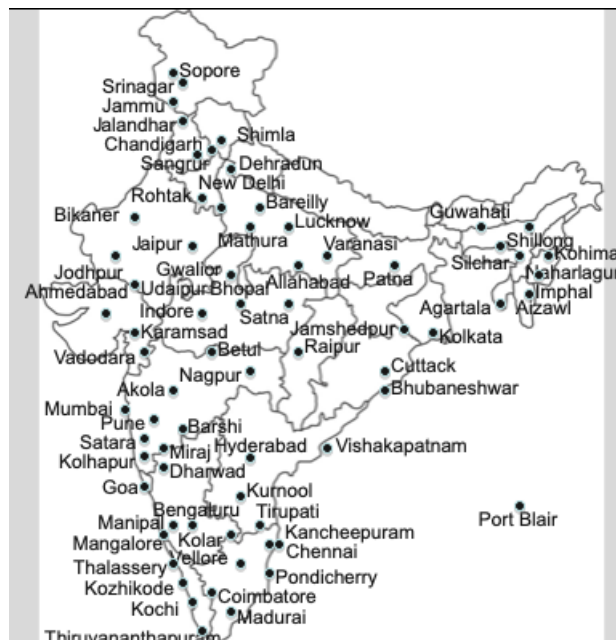 Sopore
Srinagar
Jammu
Jalandhar
Shimla
Chandigarh
Sangrur
Dehradun
New Delhi
Rohtak
Bareilly
Bikaner
Guwahati
Lucknow
Mathura
Jaipur
Shillong
Varanasi
Kohima
Silchar
Jodhpur
Gwalior
Allahabad
Patna
Naharlagun
Ahmedabad
Udaipur
Bhopal
Imphal
Agartala
Aizawl
Indore
Satna
Jamshedpur
Karamsad
Kolkata
Vadodara
Betul
Raipur
Nagpur
Cuttack
Akola
Bhubaneshwar
Mumbai
Pune
Barshi
Satara
Hyderabad
Vishakapatnam
Miraj
Kolhapur
Dharwad
Goa
Kurnool
Bengaluru
Tirupati
Port Blair
Manipal
Kancheepuram
Mangalore
Kolar
Chennai
Vellore
Thalassery
Pondicherry
Kozhikode
Coimbatore
Kochi
Madurai
Thiruvananthapuram